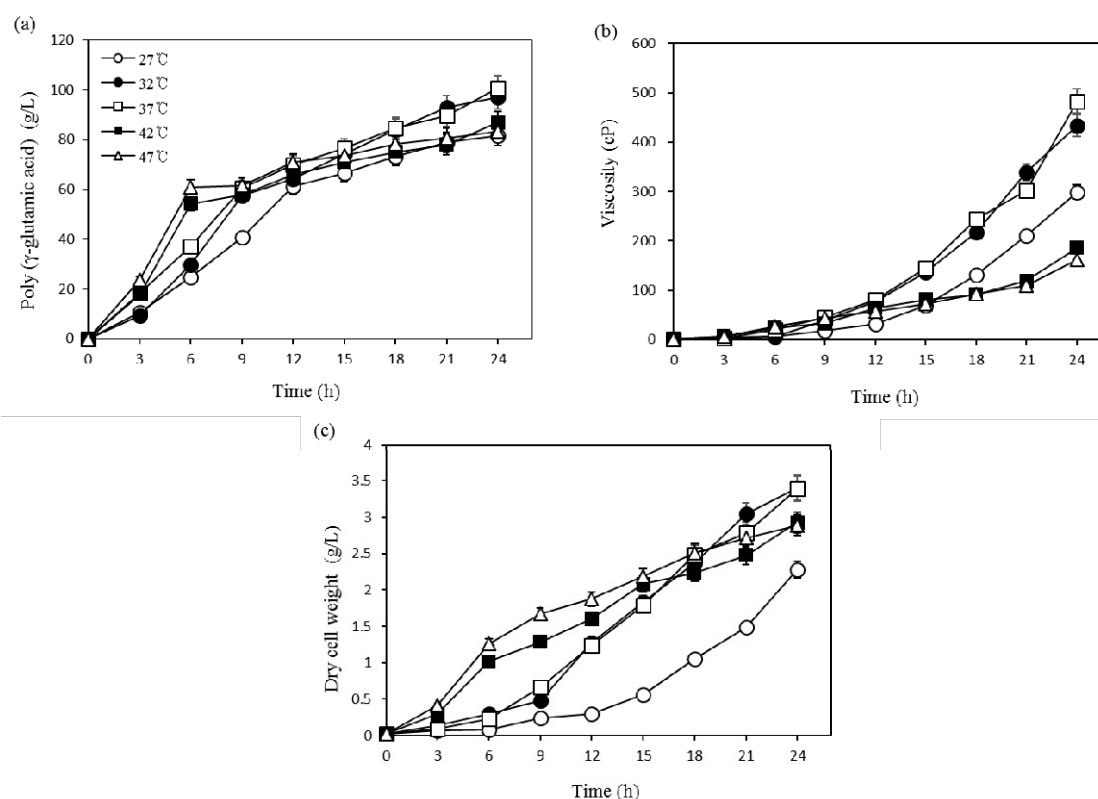 (a)
Poly (γ-glutamic acid) (g/L)
120
100
80
60
40
20
0
27℃
32℃
37℃
42℃
47℃
0 3 6 9 12 15 18 21 24
Time (h)
(b)
Viscosity (cP)
600
500
400
300
200
100
0
0 3 6 9 12 15 18 21 24
Time (h)
(c)
Dry cell weight (g/L)
4
3.5
3
2.5
2
1.5
1
0.5
0
0 3 6 9 12 15 18 21 24
Time (h)